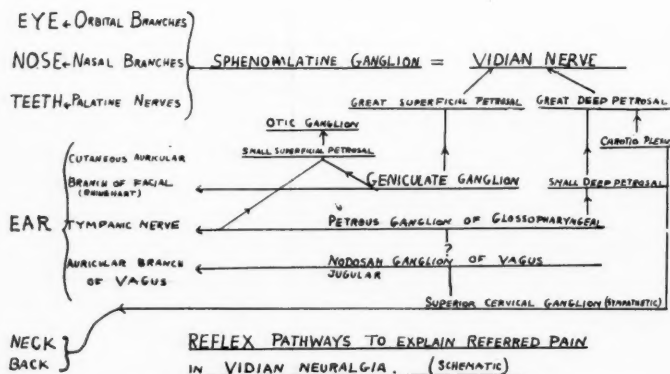 EYE ← ORBITAL BRANCHES
NOSE ← NASAL BRANCHES
TEETH ← PALATINE NERVES
SPHENOPALATINE GANGLION = VIDIAN NERVE
GREAT SUPERFICIAL PETROSAL
GREAT DEEP PETROSAL
OTIC GANGLION
CAROTID PLEXU
SMALL SUPERFICIAL PETROSAL
CUTANEOUS AURICULAR
BRANCH OF FACIAL
(RHINEHART)
GENICULATE GANGLION
SMALL DEEP PETROSAL
EAR
TYMPANIC NERVE
PETROUS GANGLION OF GLOSSOPHARYNGEAL
?
AURICULAR BRANCH
OF VAGUS
NODOSAN GANGLION OF VAGUS
JUGULAR
SUPERIOR CERVICAL GANGLION (SYMPATHETIC)
NECK
BACK
REFLEX PATHWAYS TO EXPLAIN REFERRED PAIN
IN VIDIAN NEURALGIA. (SCHEMATIC)